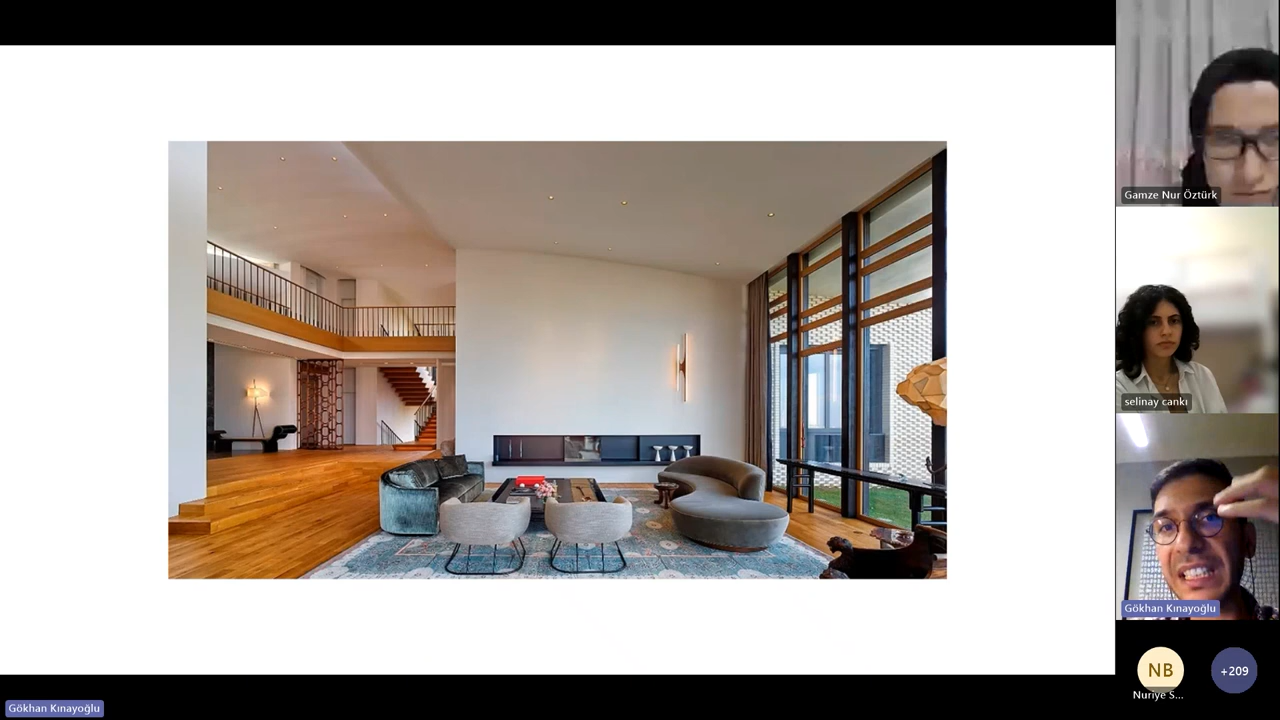 Gamze Nur Öztürk
selinay cankı
Gökhan Kınayoğlu
NB
+209
Nuriye S...
Gökhan Kınayoğlu